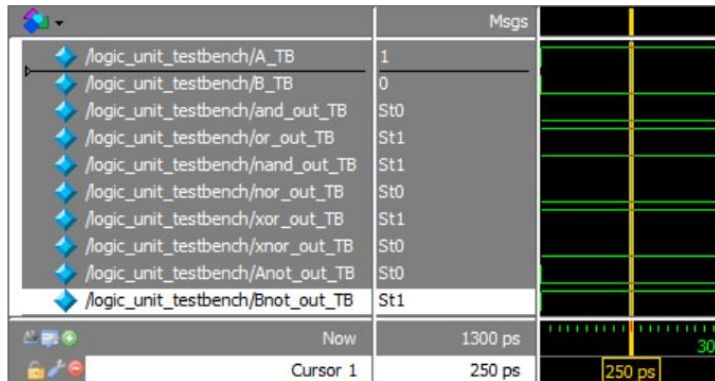 Msgs
/logic_unit_testbench/A_TB 1
/logic_unit_testbench/B_TB 0
/logic_unit_testbench/and_out_TB St0
/logic_unit_testbench/or_out_TB St1
/logic_unit_testbench/nand_out_TB St1
/logic_unit_testbench/nor_out_TB St0
/logic_unit_testbench/xor_out_TB St1
/logic_unit_testbench/xnor_out_TB St0
/logic_unit_testbench/Anot_out_TB St0
/logic_unit_testbench/Bnot_out_TB St1
Now 1300 ps 30
Cursor 1 250 ps 250 ps